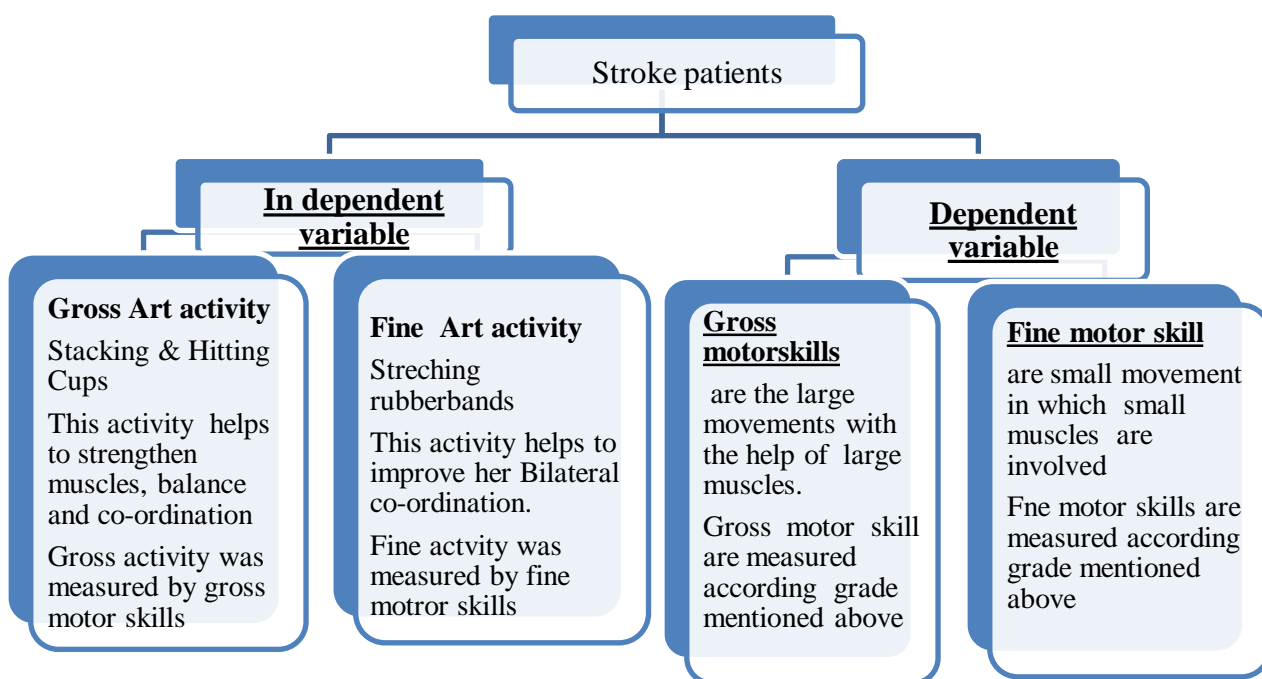 Stroke patients
In dependent
variable
Dependent
variable
Gross Art activity
Stacking & Hitting
Cups
This activity helps
to strengthen
muscles, balance
and co-ordination
Gross activity was
measured by gross
motor skills
Fine Art activity
Streching
rubberbands
This activity helps to
improve her Bilateral
co-ordination.
Fine actvity was
measured by fine
motror skills
Gross
motorskills
are the large
movements with
the help of large
muscles.
Gross motor skill
are measured
according grade
mentioned above
Fine motor skill
are small movement
in which small
muscles are
involved
Fne motor skills are
measured according
grade mentioned
above